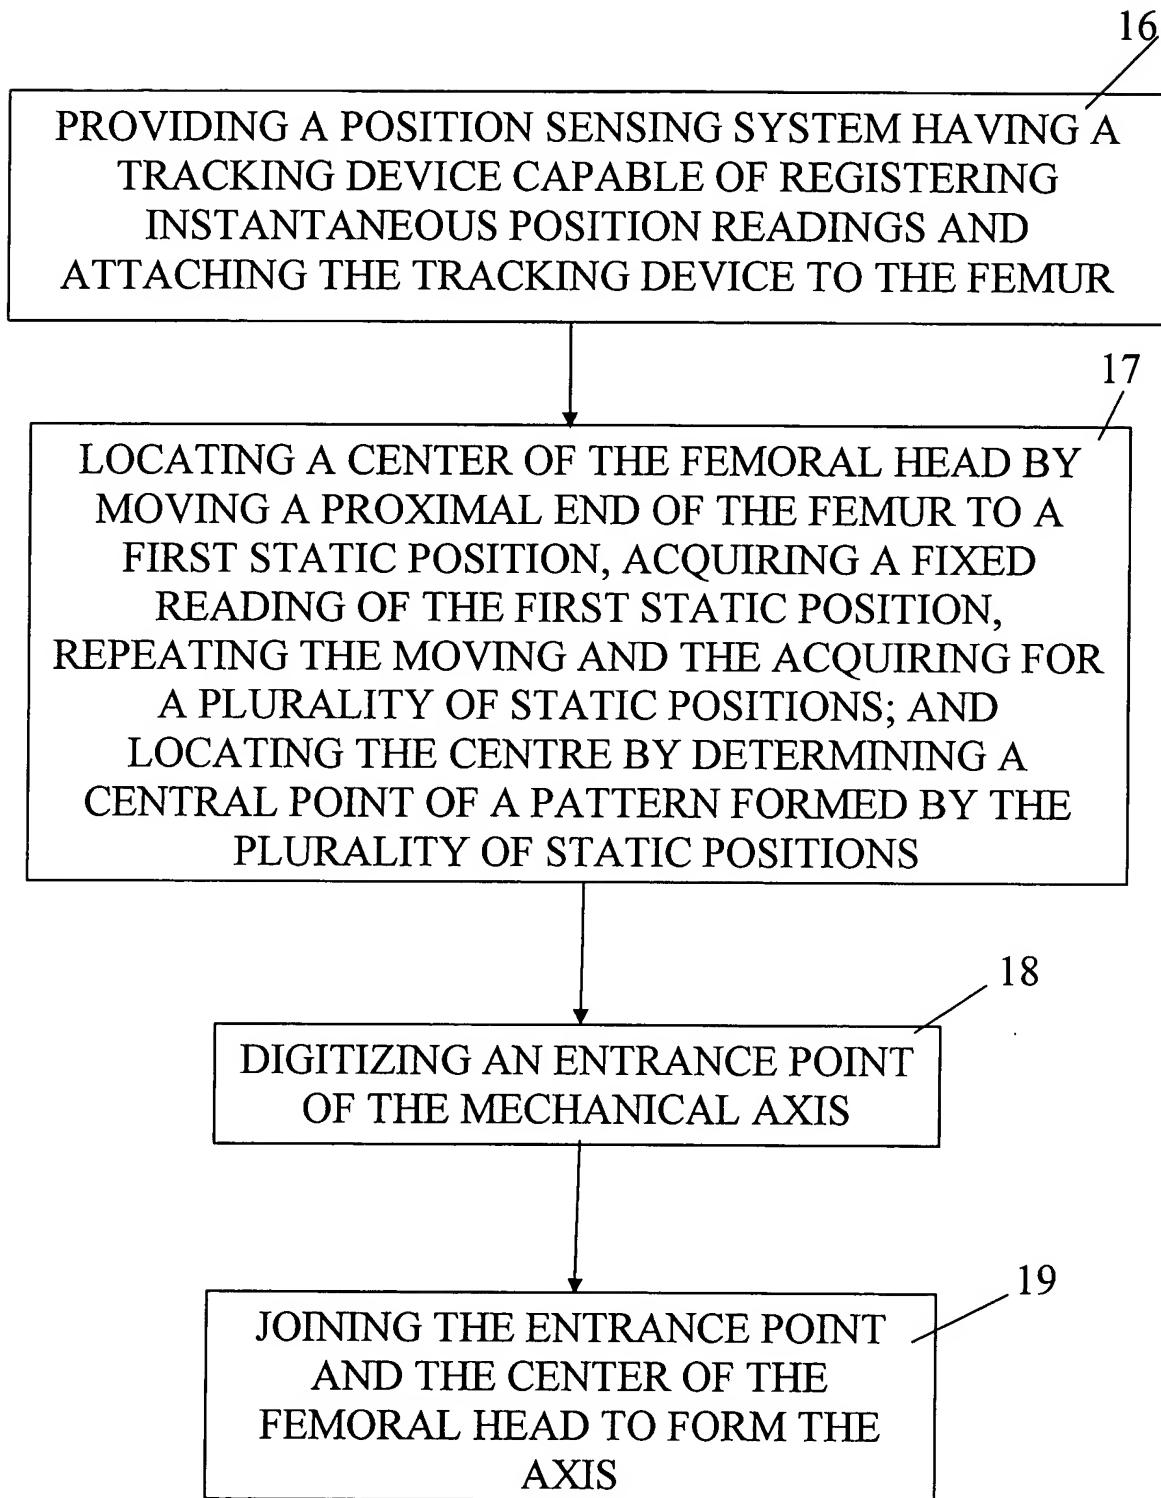 16
PROVIDING A POSITION SENSING SYSTEM HAVING A
TRACKING DEVICE CAPABLE OF REGISTERING
INSTANTANEOUS POSITION READINGS AND
ATTACHING THE TRACKING DEVICE TO THE FEMUR
17
LOCATING A CENTER OF THE FEMORAL HEAD BY
MOVING A PROXIMAL END OF THE FEMUR TO A
FIRST STATIC POSITION, ACQUIRING A FIXED
READING OF THE FIRST STATIC POSITION,
REPEATING THE MOVING AND THE ACQUIRING FOR
A PLURALITY OF STATIC POSITIONS; AND
LOCATING THE CENTRE BY DETERMINING A
CENTRAL POINT OF A PATTERN FORMED BY THE
PLURALITY OF STATIC POSITIONS
18
DIGITIZING AN ENTRANCE POINT
OF THE MECHANICAL AXIS
19
JOINING THE ENTRANCE POINT
AND THE CENTER OF THE
FEMORAL HEAD TO FORM THE
AXIS